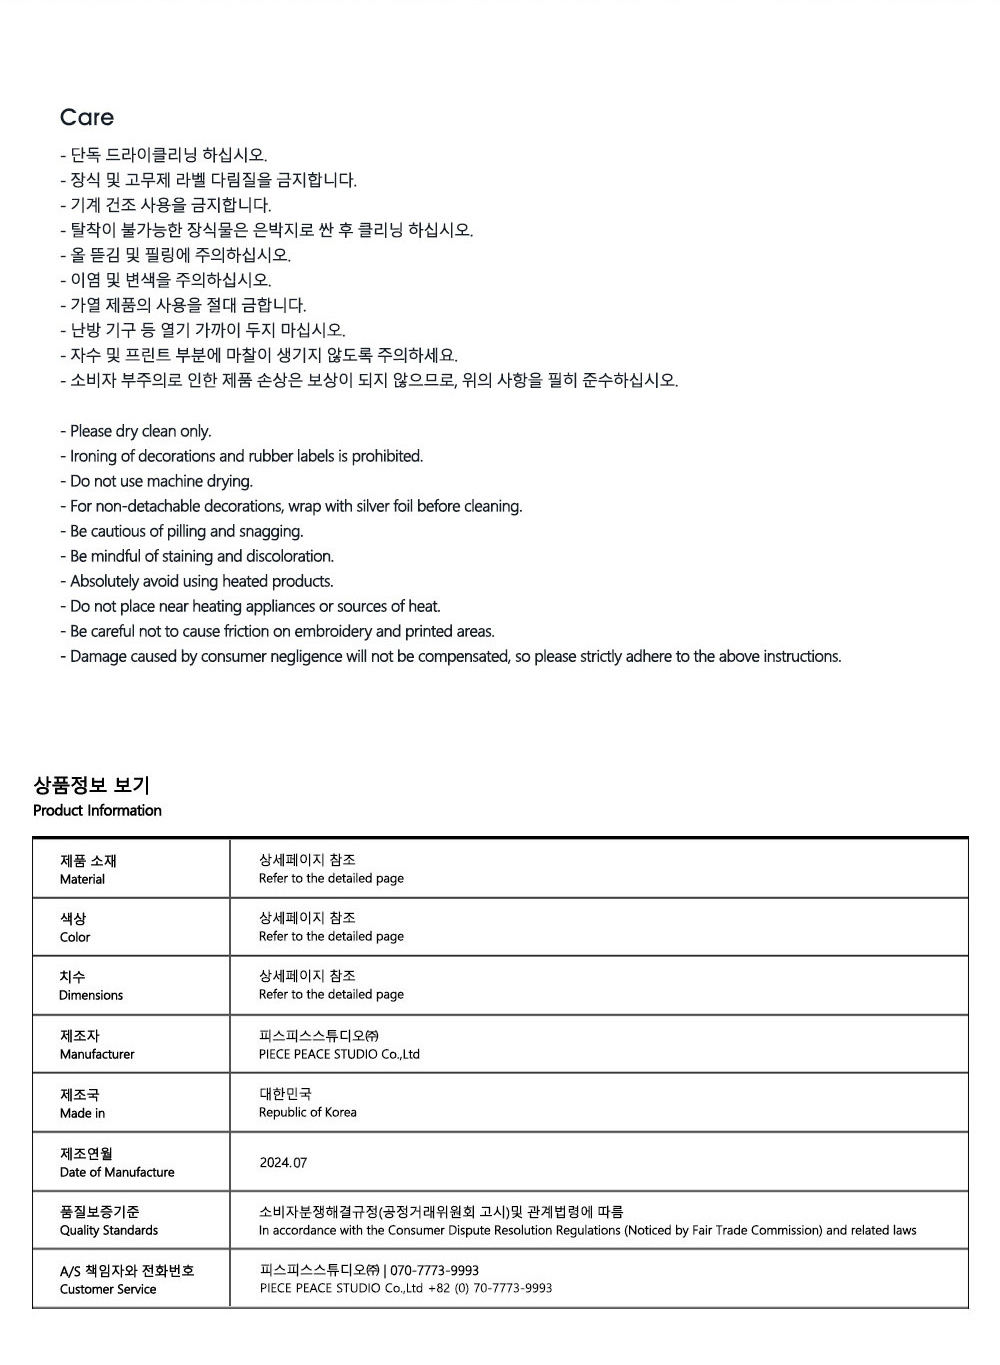 Care
- 단독 드라이클리닝 하십시오.
- 장식 및 고무제 라벨 다림질을 금지합니다.
- 기계 건조 사용을 금지합니다.
- 탈착이 불가능한 장식물은 은박지로 싼 후 클리닝 하십시오.
- 올 뜯김 및 필링에 주의하십시오.
- 이염 및 변색을 주의하십시오.
- 가열 제품의 사용을 절대 금합니다.
- 난방 기구 등 열기 가까이 두지 마십시오.
- 자수 및 프린트 부분에 마찰이 생기지 않도록 주의하세요.
- 소비자 부주의로 인한 제품 손상은 보상이 되지 않으므로, 위의 사항을 필히 준수하십시오.
- Please dry clean only.
- Ironing of decorations and rubber labels is prohibited.
- Do not use machine drying.
- For non-detachable decorations, wrap with silver foil before cleaning.
- Be cautious of pilling and snagging.
- Be mindful of staining and discoloration.
- Absolutely avoid using heated products.
- Do not place near heating appliances or sources of heat.
- Be careful not to cause friction on embroidery and printed areas.
- Damage caused by consumer negligence will not be compensated, so please strictly adhere to the above instructions.
상품정보 보기
Product Information
제품 소재
Material
상세페이지 참조
Refer to the detailed page
색상
Color
상세페이지 참조
Refer to the detailed page
치수
Dimensions
상세페이지 참조
Refer to the detailed page
제조자
Manufacturer
피스피스스튜디오㈜
PIECE PEACE STUDIO Co.,Ltd
제조국
Made in
대한민국
Republic of Korea
제조연월
Date of Manufacture
2024.07
품질보증기준
Quality Standards
소비자분쟁해결규정(공정거래위원회 고시)및 관계법령에 따름
In accordance with the Consumer Dispute Resolution Regulations (Noticed by Fair Trade Commission) and related laws
A/S 책임자와 전화번호
Customer Service
피스피스스튜디오㈜ | 070-7773-9993
PIECE PEACE STUDIO Co.,Ltd +82 (0) 70-7773-9993